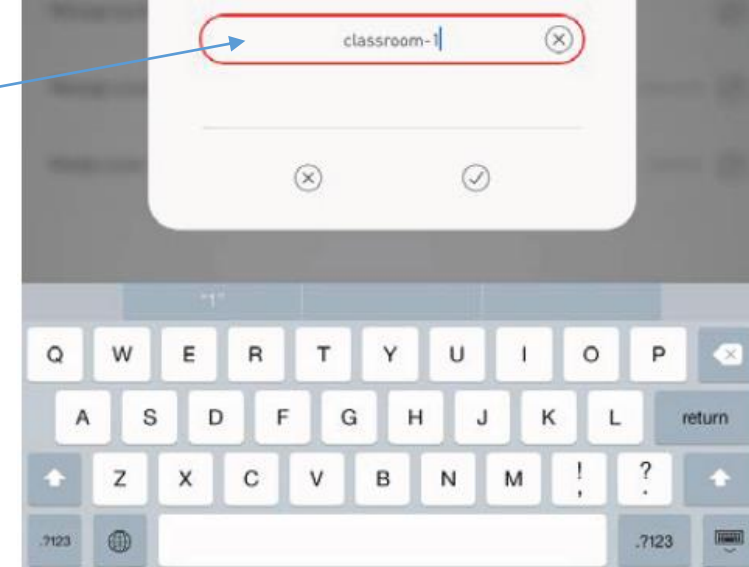 classroom-1
"1"
Q W E R T Y U I O P
A S D F G H J K L return
Z X C V B N M ! , ? .
.?123 .?123